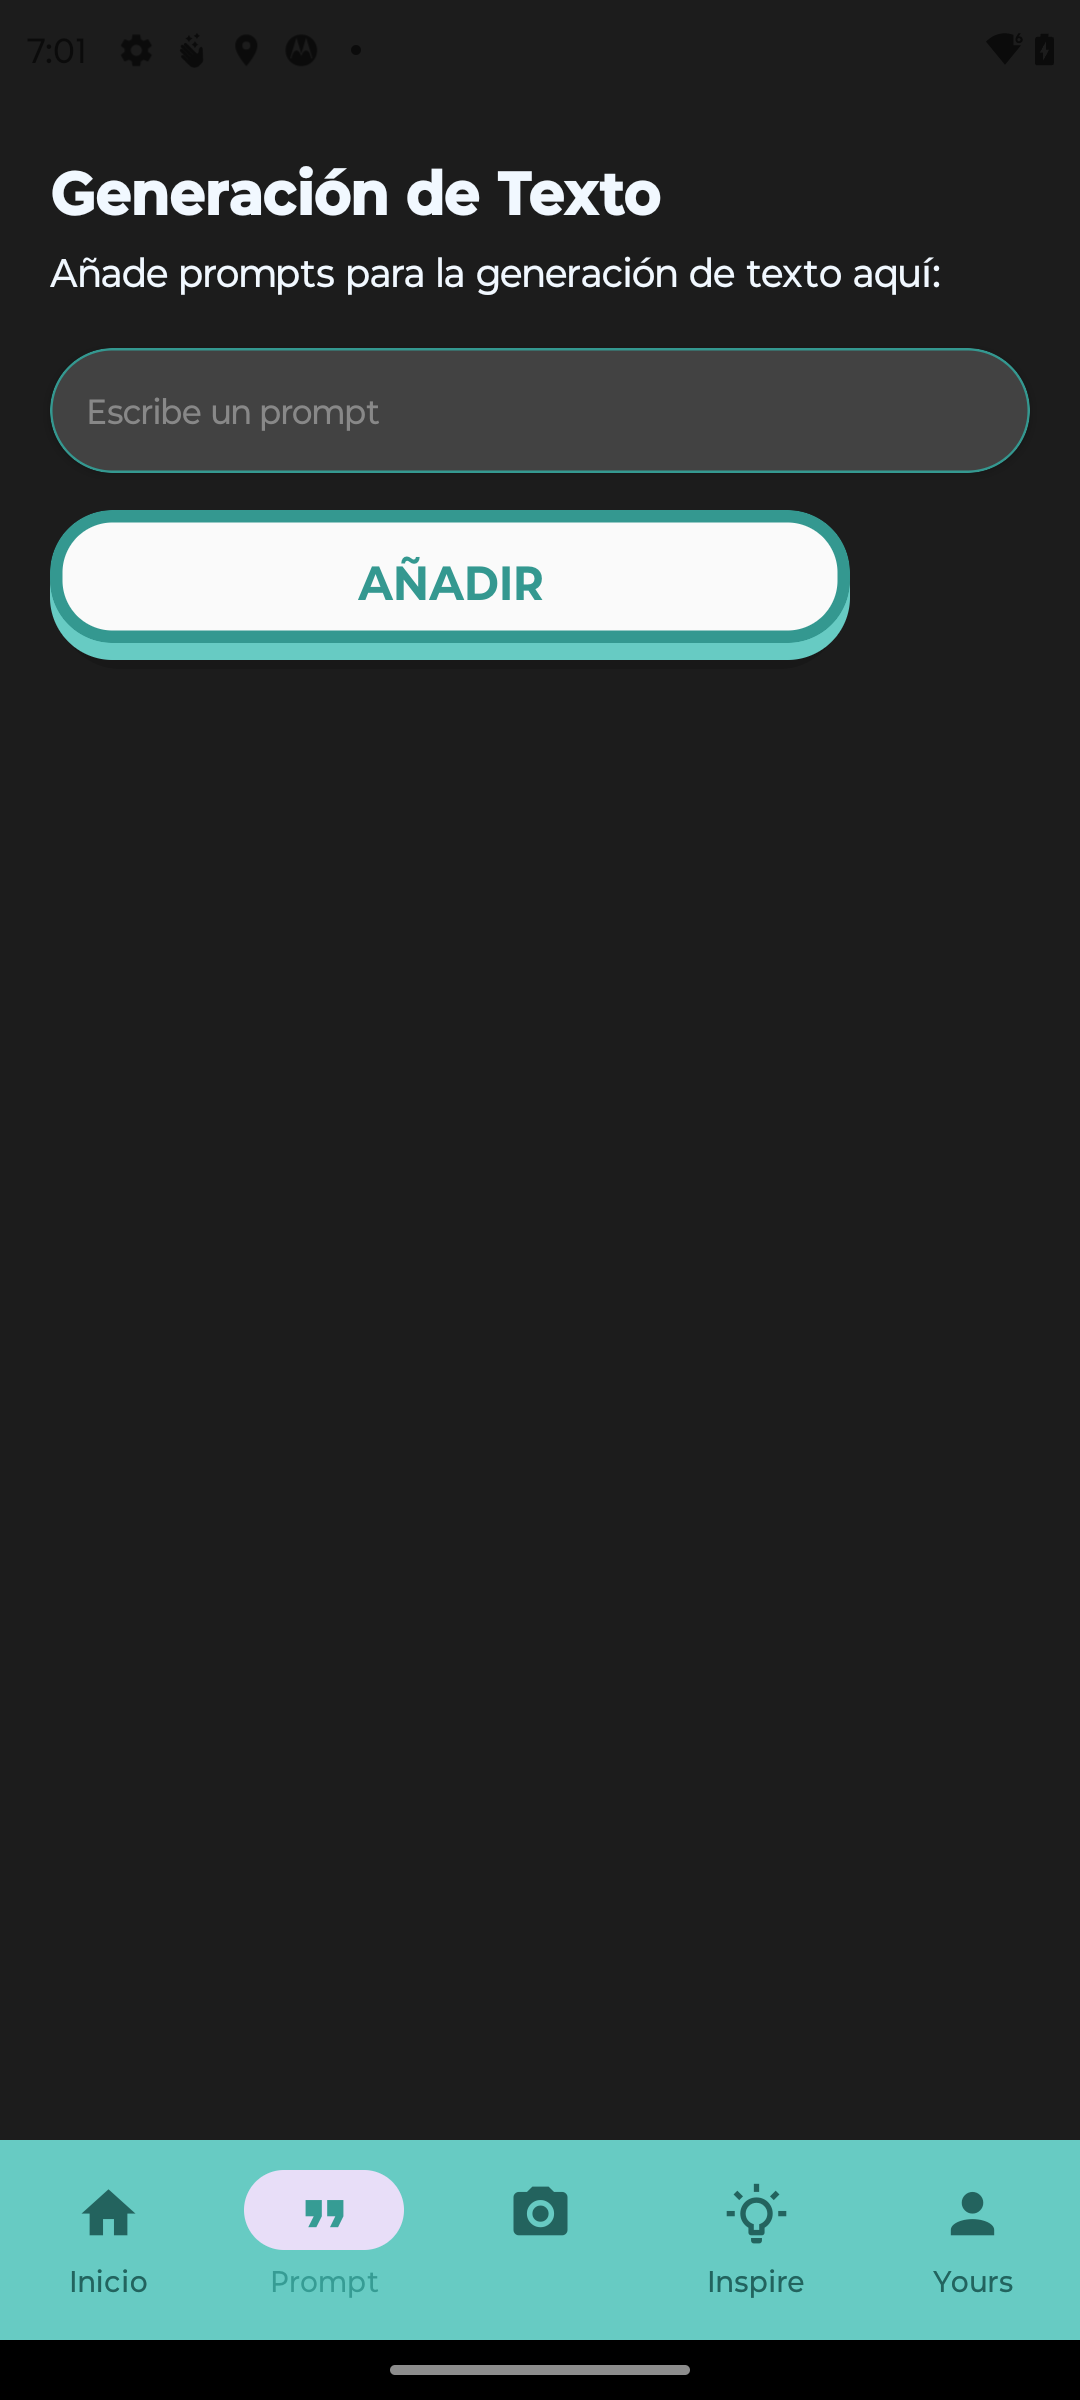 7:01
Generación de Texto
Añade prompts para la generación de texto aquí:
Escribe un prompt
AÑADIR
Inicio
Prompt
Inspire
Yours